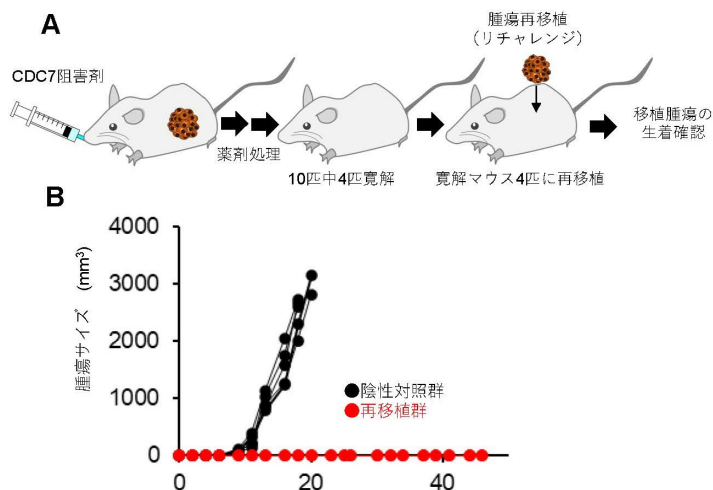 A
腫瘍再移植
（リチャレンジ）
CDC7阻害剤
薬剤処理
移植腫瘍の
生着確認
10匹中4匹寛解
寛解マウス4匹に再移植
B
腫瘍サイズ (mm³)
4000
3000
2000
1000
0
陰性対照群
再移植群
0 20 40